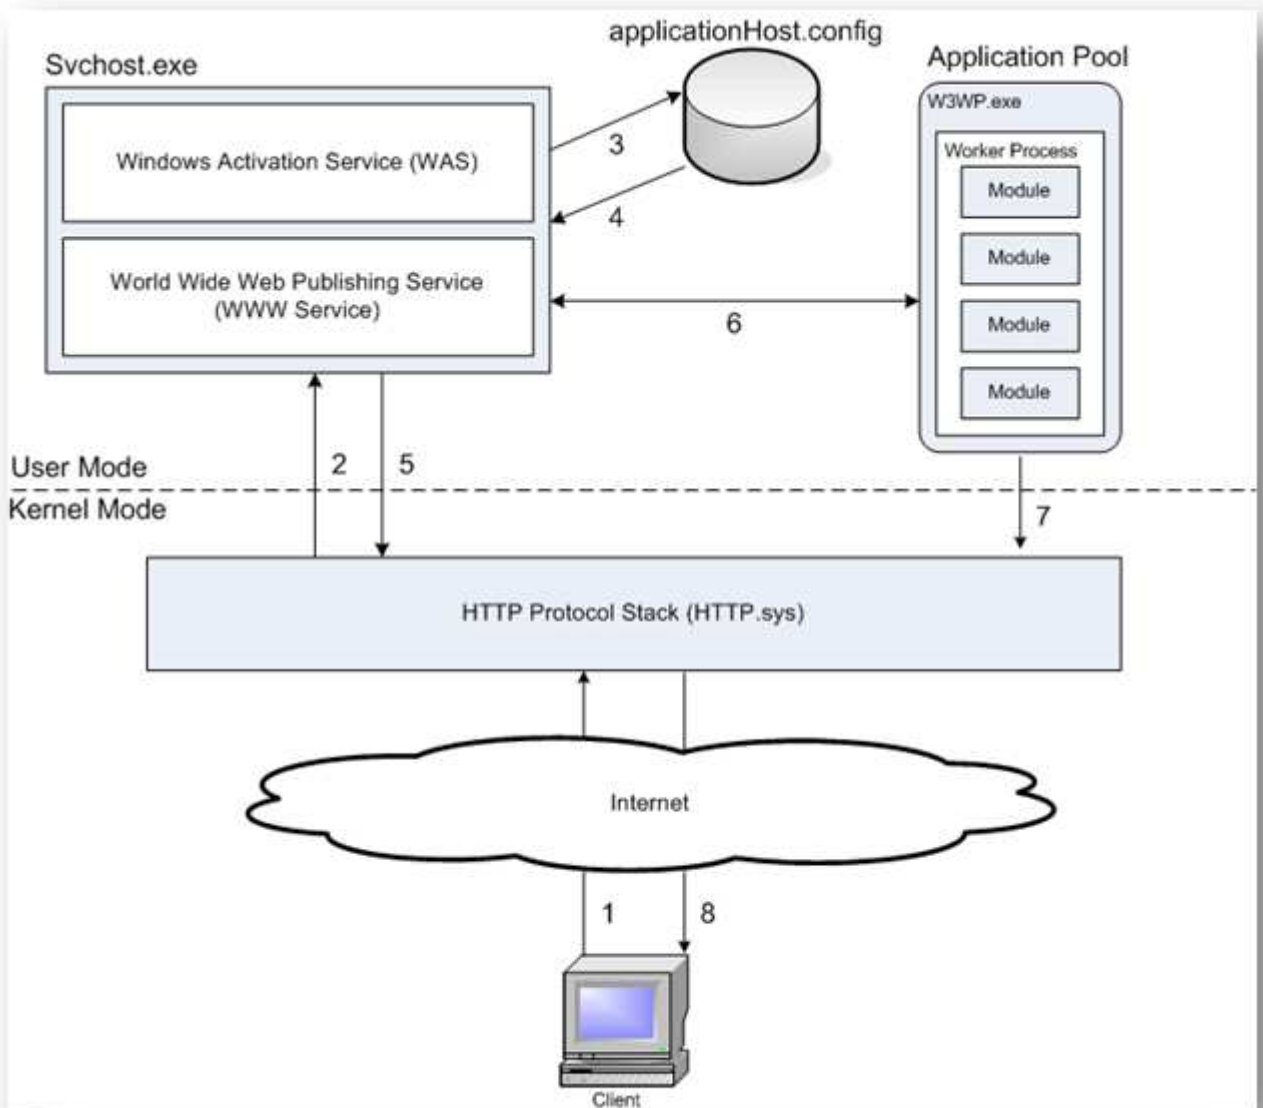 applicationHost.config
Svchost.exe
Application Pool
W3WP.exe
Windows Activation Service (WAS)
3
Worker Process
Module
4
Module
World Wide Web Publishing Service
(WWW Service)
6
Module
Module
User Mode
2
5
Kernel Mode
7
HTTP Protocol Stack (HTTP.sys)
Internet
1
8
Client